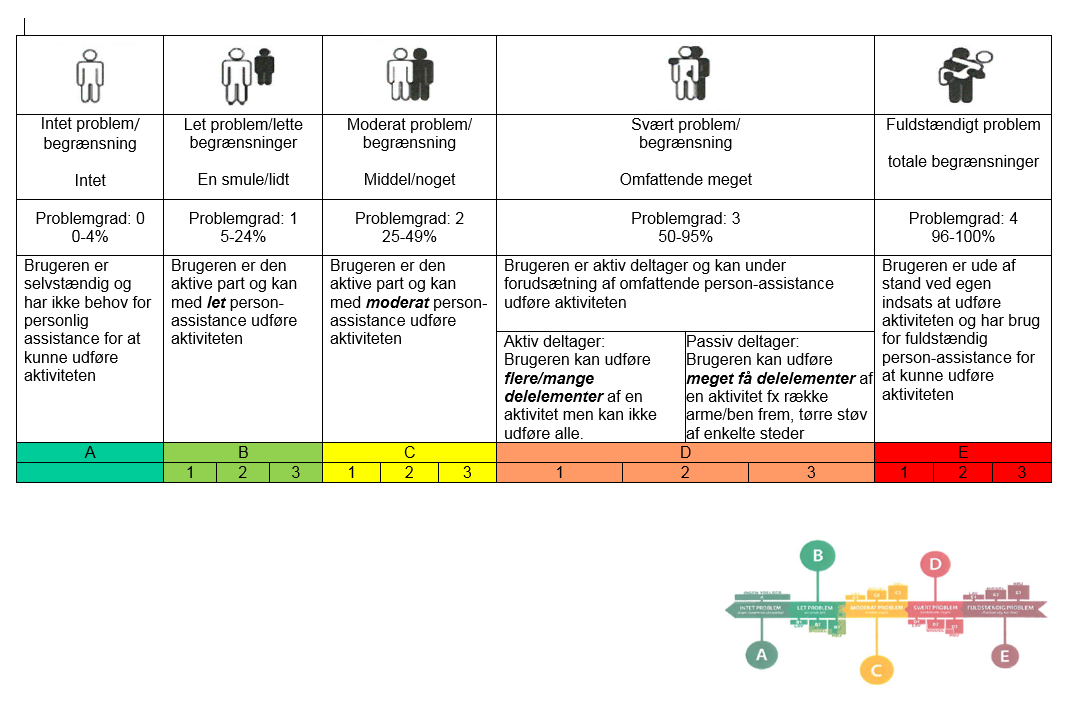 Intet problem/
begrænsning
Intet
Let problem/lette
begrænsninger
En smule/lidt
Moderat problem/
begrænsning
Middel/noget
Svært problem/
begrænsning
Omfattende meget
Fuldstændigt problem
totale begrænsninger
Problemgrad: 0
0-4%
Problemgrad: 1
5-24%
Problemgrad: 2
25-49%
Problemgrad: 3
50-95%
Problemgrad: 4
96-100%
Brugeren er
selvstændig og
har ikke behov for
personlig
assistance for at
kunne udføre
aktiviteten
Brugeren er den
aktive part og kan
med let person-
assistance udføre
aktiviteten
Brugeren er den
aktive part og kan
med moderat person-
assistance udføre
aktiviteten
Brugeren er aktiv deltager og kan under
forudsætning af omfattende person-assistance
udføre aktiviteten
Aktiv deltager:
Brugeren kan udføre
flere/mange
delelementer af en
aktivitet men kan ikke
udføre alle.
Passiv deltager:
Brugeren kan udføre
meget få delelementer af
en aktivitet fx række
arme/ben frem, tørre støv
af enkelte steder
Brugeren er ude af
stand ved egen
indsats at udføre
aktiviteten og har brug
for fuldstændig
person-assistance for
at kunne udføre
aktiviteten
A B C D E
1 2 3 1 2 3 1 2 3 1 2 3
B
D
INTET PROBLEM
LET PROBLEM
MODERAT PROBLEM
SVÆRT PROBLEM
FULDSTÆNDIG PROBLEM
A
C
E